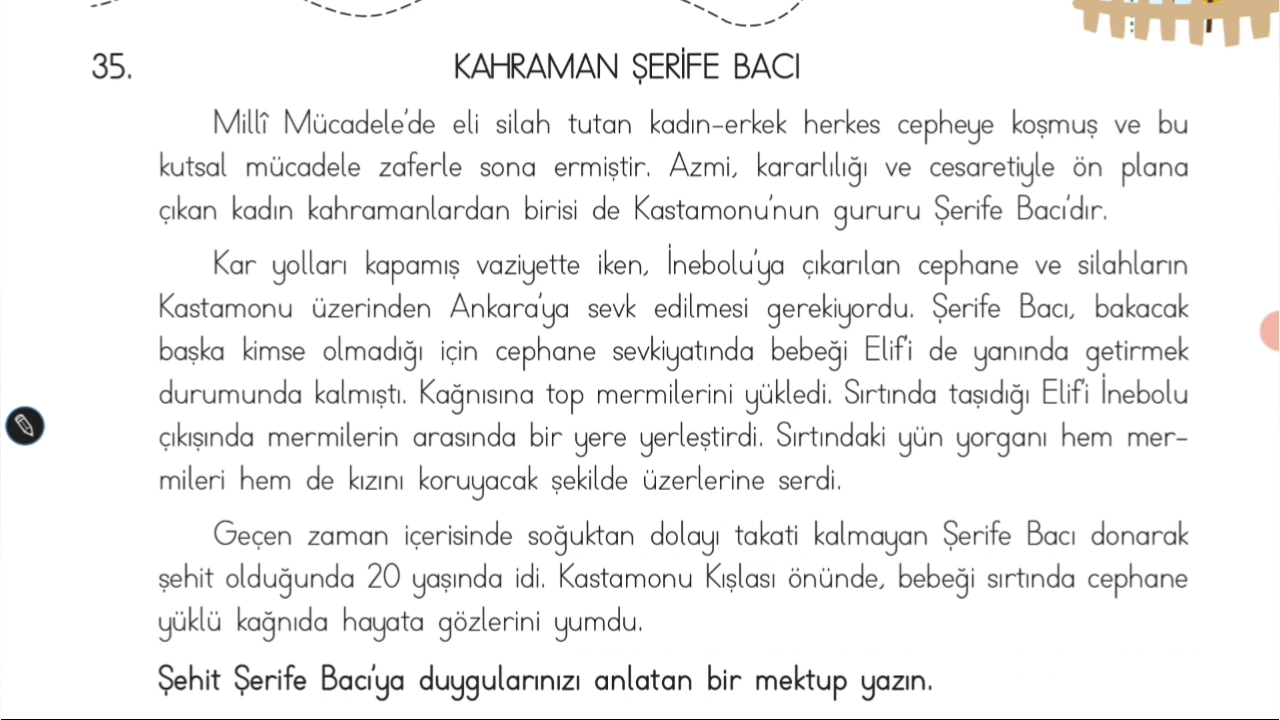 35. KAHRAMAN ŞERİFE BACI
Millî Mücadele'de eli silah tutan kadın-erkek herkes cepheye koşmuş ve bu
kutsal mücadele zaferle sona ermiştir. Azmi, kararlılığı ve cesaretiyle ön plana
çıkan kadın kahramanlardan birisi de Kastamonu'nun gururu Şerife Bacı'dır.
Kar yolları kapamış vaziyette iken, İnebolu'ya çıkarılan cephane ve silahların
Kastamonu üzerinden Ankara'ya sevk edilmesi gerekiyordu. Şerife Bacı, bakacak
başka kimse olmadığı için cephane sevkiyatında bebeği Elif'i de yanında getirmek
durumunda kalmıştı. Kağnısına top mermilerini yükledi. Sırtında taşıdığı Elif'i İnebolu
çıkışında mermilerin arasında bir yere yerleştirdi. Sırtındaki yün yorganı hem mer-
mileri hem de kızını koruyacak şekilde üzerlerine serdi.
Geçen zaman içerisinde soğuktan dolayı takati kalmayan Şerife Bacı donarak
şehit olduğunda 20 yaşında idi. Kastamonu Kışlası önünde, bebeği sırtında cephane
yüklü kağnıda hayata gözlerini yumdu.
Şehit Şerife Bacı'ya duygularınızı anlatan bir mektup yazın.